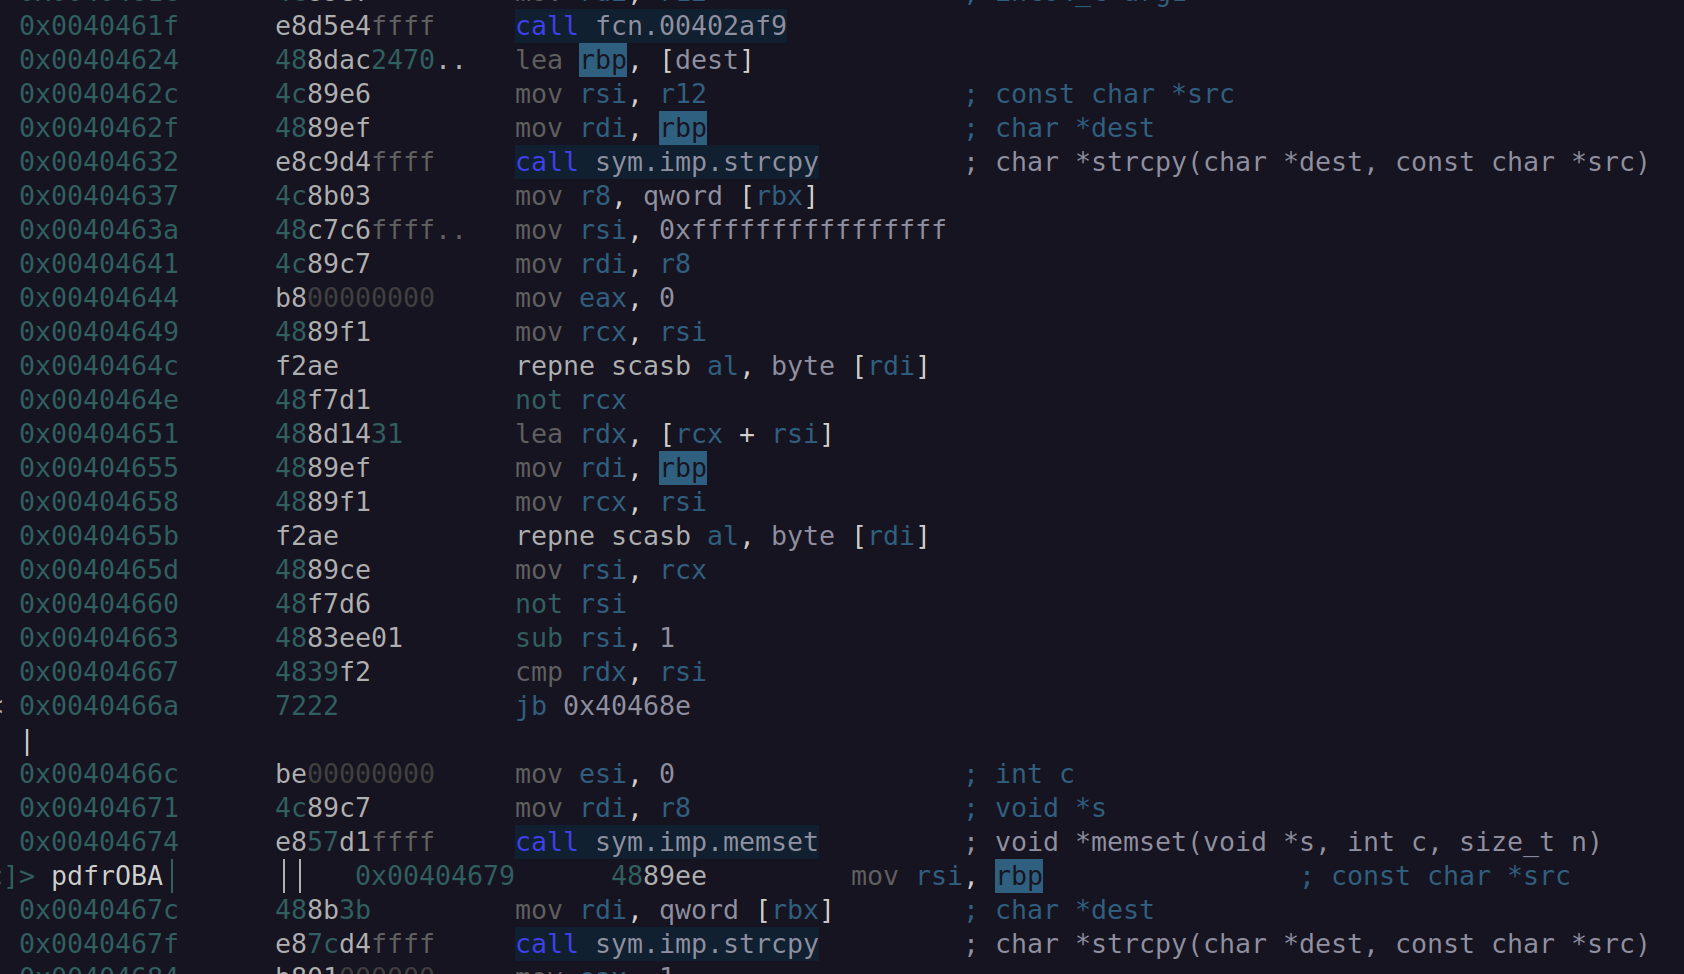 0x0040461f e8d5e4ffff call fcn.00402af9
0x00404624 488dac2470.. lea rbp, [dest]
0x0040462c 4c89e6 mov rsi, r12 ; const char *src
0x0040462f 4889ef mov rdi, rbp ; char *dest
0x00404632 e8c9d4ffff call sym.imp.strcpy ; char *strcpy(char *dest, const char *src)
0x00404637 4c8b03 mov r8, qword [rbx]
0x0040463a 48c7c6ffff.. mov rsi, 0xffffffffffffffff
0x00404641 4c89c7 mov rdi, r8
0x00404644 b800000000 mov eax, 0
0x00404649 4889f1 mov rcx, rsi
0x0040464c f2ae repne scasb al, byte [rdi]
0x0040464e 48f7d1 not rcx
0x00404651 488d1431 lea rdx, [rcx + rsi]
0x00404655 4889ef mov rdi, rbp
0x00404658 4889f1 mov rcx, rsi
0x0040465b f2ae repne scasb al, byte [rdi]
0x0040465d 4889ce mov rsi, rcx
0x00404660 48f7d6 not rsi
0x00404663 4883ee01 sub rsi, 1
0x00404667 4839f2 cmp rdx, rsi
< 0x0040466a 7222 jb 0x40468e
|
0x0040466c be00000000 mov esi, 0 ; int c
0x00404671 4c89c7 mov rdi, r8 ; void *s
0x00404674 e857d1ffff call sym.imp.memset ; void *memset(void *s, int c, size_t n)
]> pdfrOBA│ ││ 0x00404679 4889ee mov rsi, rbp ; const char *src
0x0040467c 488b3b mov rdi, qword [rbx] ; char *dest
0x0040467f e87cd4ffff call sym.imp.strcpy ; char *strcpy(char *dest, const char *src)